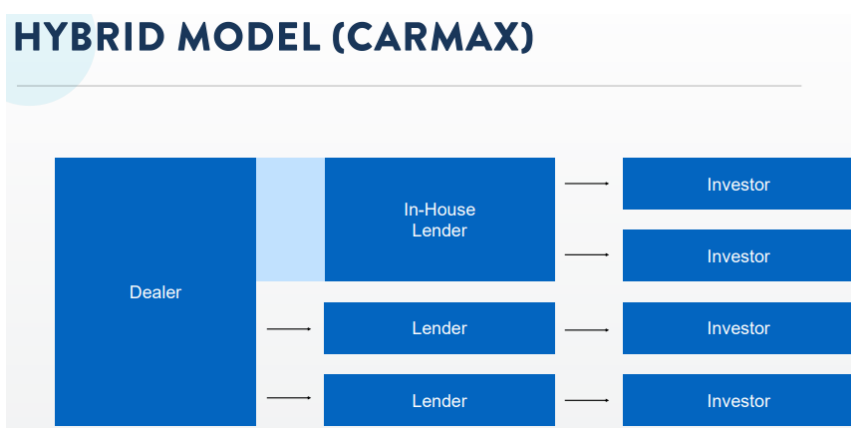 HYBRID MODEL (CARMAX)
Dealer
In-House
Lender
Lender
Lender
Investor
Investor
Investor
Investor